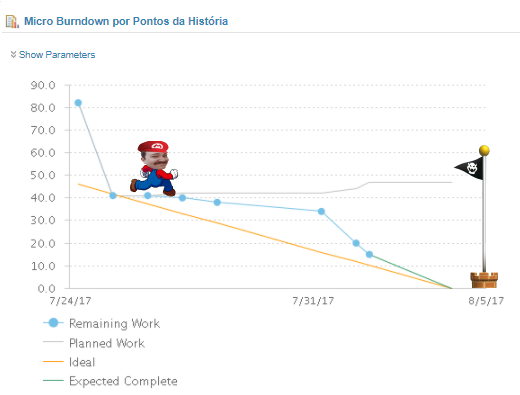 Micro Burndown por Pontos da História
Show Parameters
90.0
80.0
70.0
60.0
50.0
40.0
30.0
20.0
10.0
0.0
7/24/17 7/31/17 8/5/17
Remaining Work
Planned Work
Ideal
Expected Complete